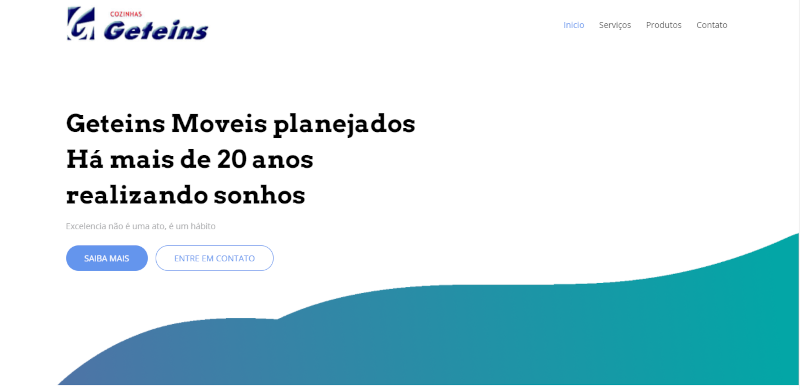 COZINHAS
Geteins
Inicio Serviços Produtos Contato
Geteins Moveis planejados
Há mais de 20 anos
realizando sonhos
Excelencia não é uma ato, é um hábito
SAIBA MAIS ENTRE EM CONTATO